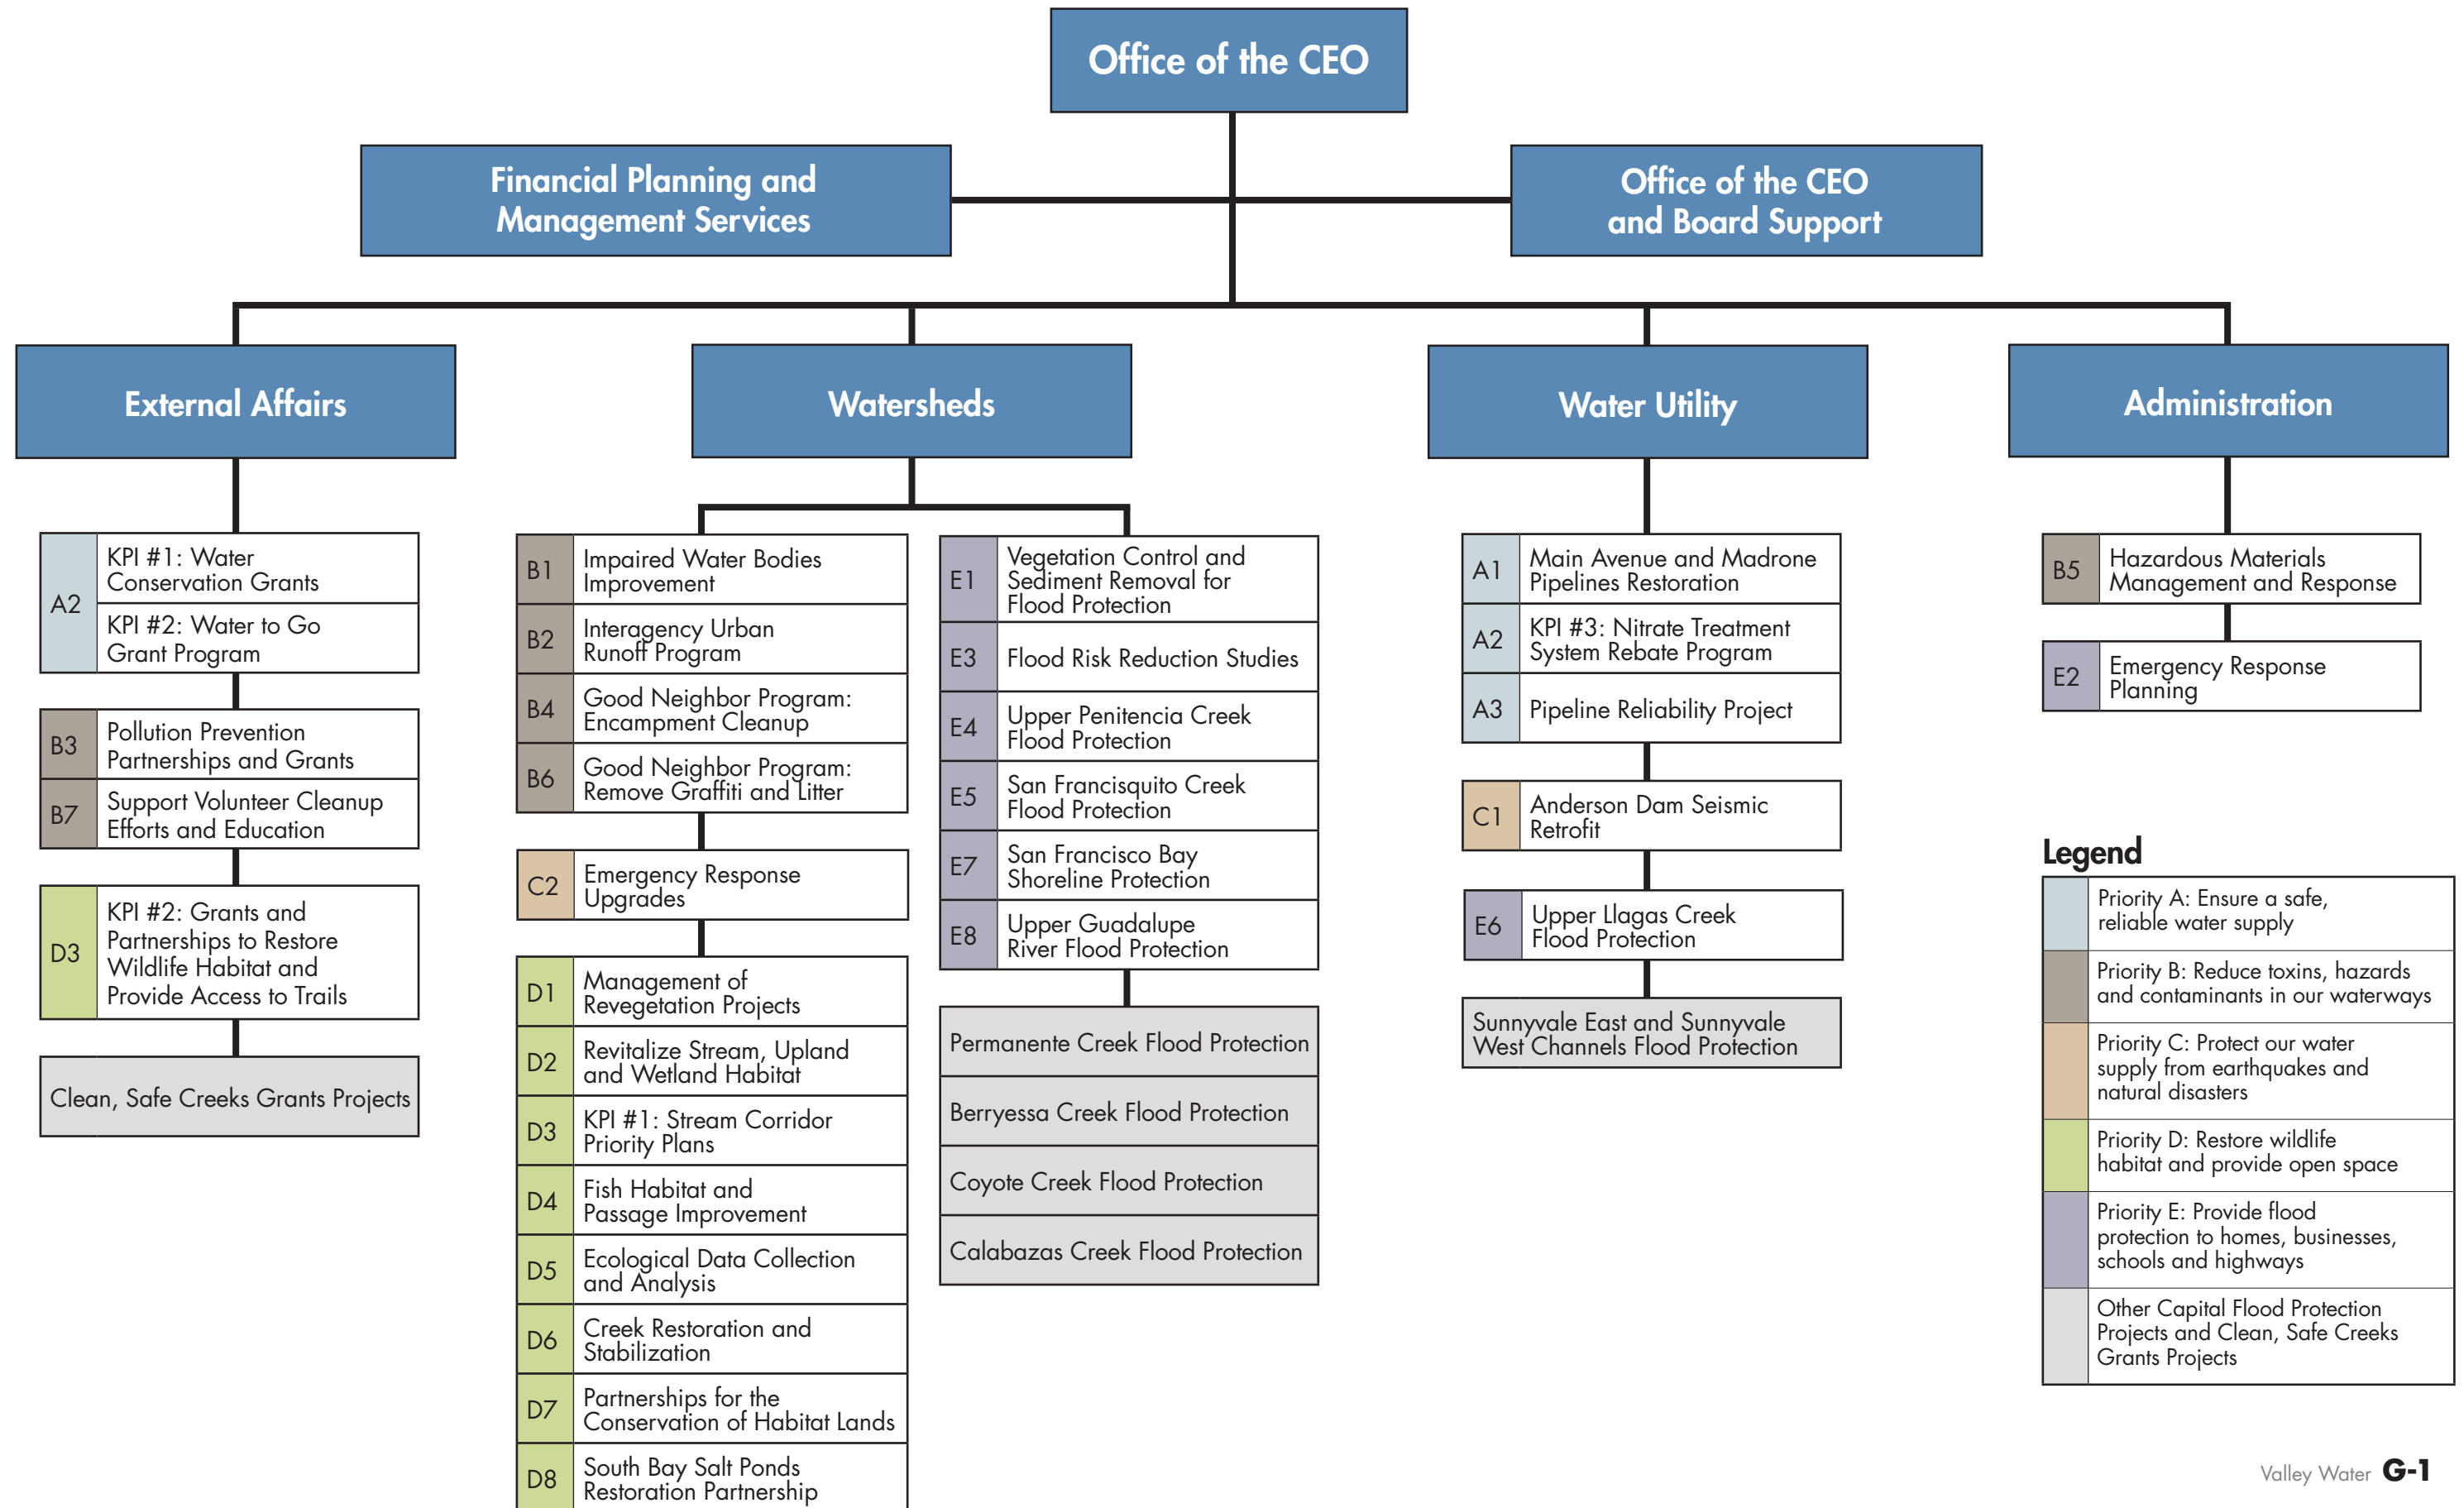 Office of the CEO
Financial Planning and
Management Services
Office of the CEO
and Board Support
External Affairs
Watersheds
Water Utility
Administration
A2
KPI #1: Water
Conservation Grants
KPI #2: Water to Go
Grant Program
B3
Pollution Prevention
Partnerships and Grants
B7
Support Volunteer Cleanup
Efforts and Education
D3
KPI #2: Grants and
Partnerships to Restore
Wildlife Habitat and
Provide Access to Trails
Clean, Safe Creeks Grants Projects
B1
Impaired Water Bodies
Improvement
B2
Interagency Urban
Runoff Program
B4
Good Neighbor Program:
Encampment Cleanup
B6
Good Neighbor Program:
Remove Graffiti and Litter
C2
Emergency Response
Upgrades
D1
Management of
Revegetation Projects
D2
Revitalize Stream, Upland
and Wetland Habitat
D3
KPI #1: Stream Corridor
Priority Plans
D4
Fish Habitat and
Passage Improvement
D5
Ecological Data Collection
and Analysis
D6
Creek Restoration and
Stabilization
D7
Partnerships for the
Conservation of Habitat Lands
D8
South Bay Salt Ponds
Restoration Partnership
E1
Vegetation Control and
Sediment Removal for
Flood Protection
E3
Flood Risk Reduction Studies
E4
Upper Penitencia Creek
Flood Protection
E5
San Francisquito Creek
Flood Protection
E7
San Francisco Bay
Shoreline Protection
E8
Upper Guadalupe
River Flood Protection
Permanente Creek Flood Protection
Berryessa Creek Flood Protection
Coyote Creek Flood Protection
Calabazas Creek Flood Protection
A1
Main Avenue and Madrone
Pipelines Restoration
A2
KPI #3: Nitrate Treatment
System Rebate Program
A3
Pipeline Reliability Project
C1
Anderson Dam Seismic
Retrofit
E6
Upper Llagas Creek
Flood Protection
Sunnyvale East and Sunnyvale
West Channels Flood Protection
B5
Hazardous Materials
Management and Response
E2
Emergency Response
Planning
Legend
Priority A: Ensure a safe,
reliable water supply
Priority B: Reduce toxins, hazards
and contaminants in our waterways
Priority C: Protect our water
supply from earthquakes and
natural disasters
Priority D: Restore wildlife
habitat and provide open space
Priority E: Provide flood
protection to homes, businesses,
schools and highways
Other Capital Flood Protection
Projects and Clean, Safe Creeks
Grants Projects
Valley Water G-1